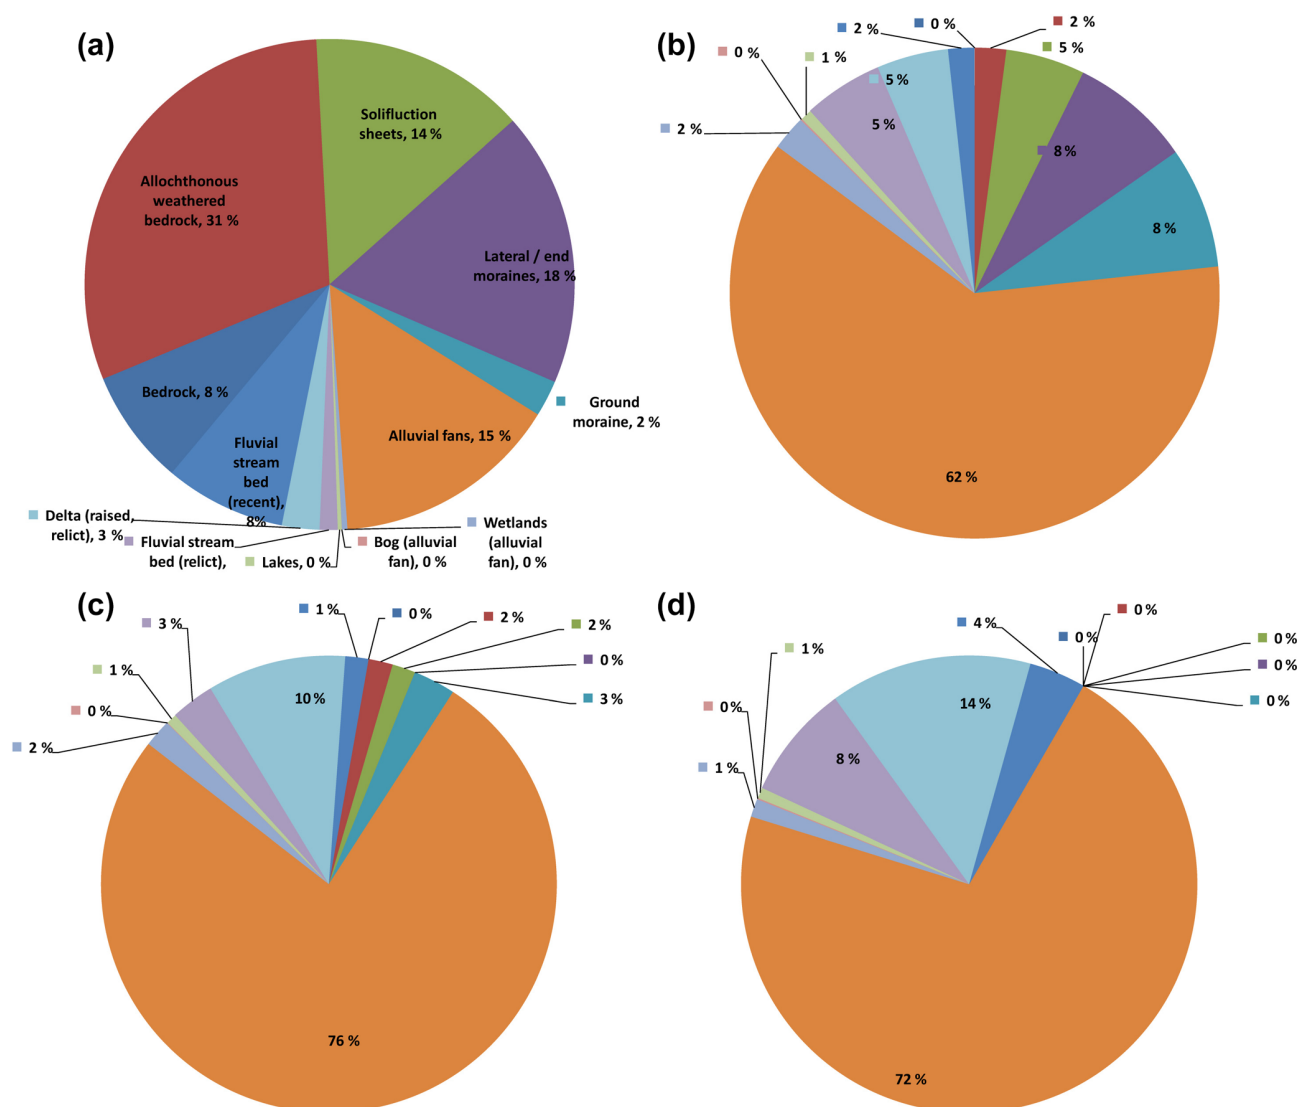 (a)
Solifluction
sheets, 14 %
Allochthonous
weathered
bedrock, 31 %
Lateral / end
moraines, 18 %
Bedrock, 8 %
Ground
moraine, 2 %
Alluvial fans, 15 %
Fluvial
stream
bed
(recent),
8%
Delta (raised,
relict), 3 %
Fluvial stream
bed (relict),
Lakes, 0 %
Bog (alluvial
fan), 0 %
Wetlands
(alluvial
fan), 0 %
(b)
0 %
2 %
2 %
5 %
0 %
1 %
5 %
2 %
5 %
8 %
8 %
62 %
(c)
1 %
0 %
2 %
2 %
3 %
0 %
1 %
3 %
10 %
0 %
2 %
76 %
(d)
0 %
4 %
0 %
0 %
1 %
0 %
0 %
14 %
0 %
8 %
1 %
72 %